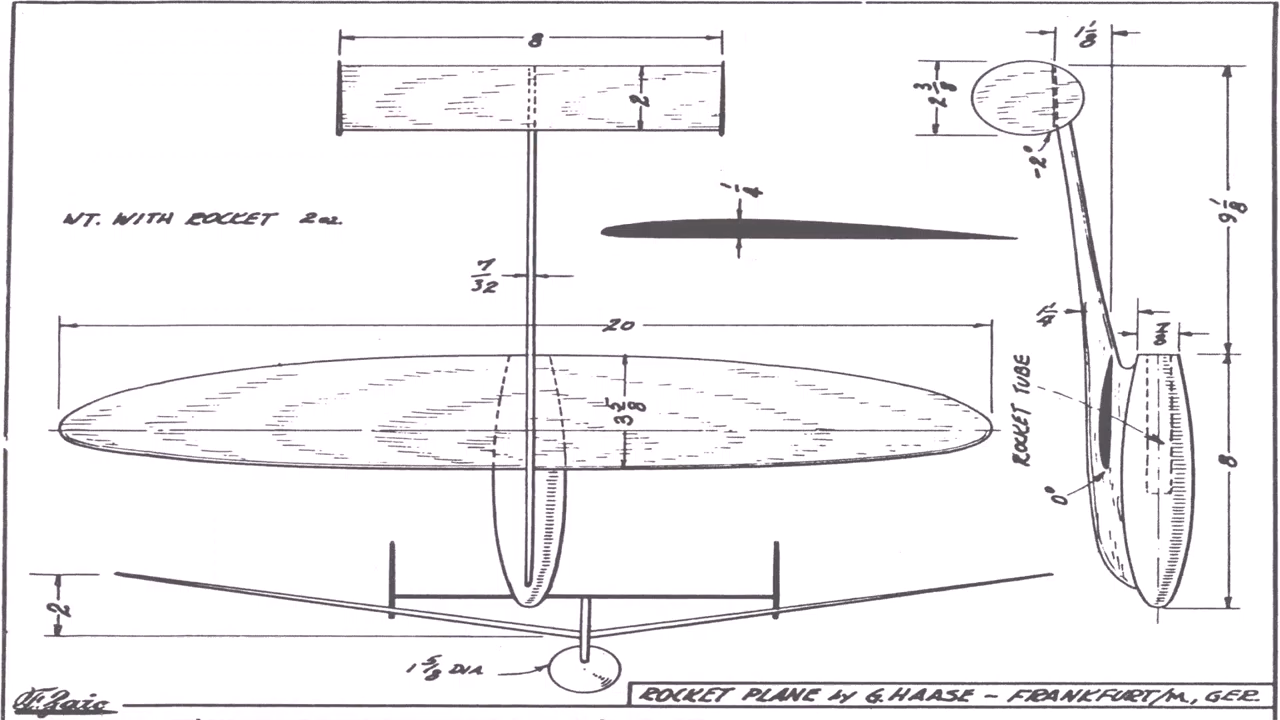 8
1 1/8
2
2 3/8
-2°
9 1/8
1/4
WT. WITH ROCKET 2 oz.
7/32
20
3 5/8
ROCKET TUBE
0°
8
2
1 5/8 DIA
F. Zaic
ROCKET PLANE by G. HAASE - FRANKFURT/M, GER.